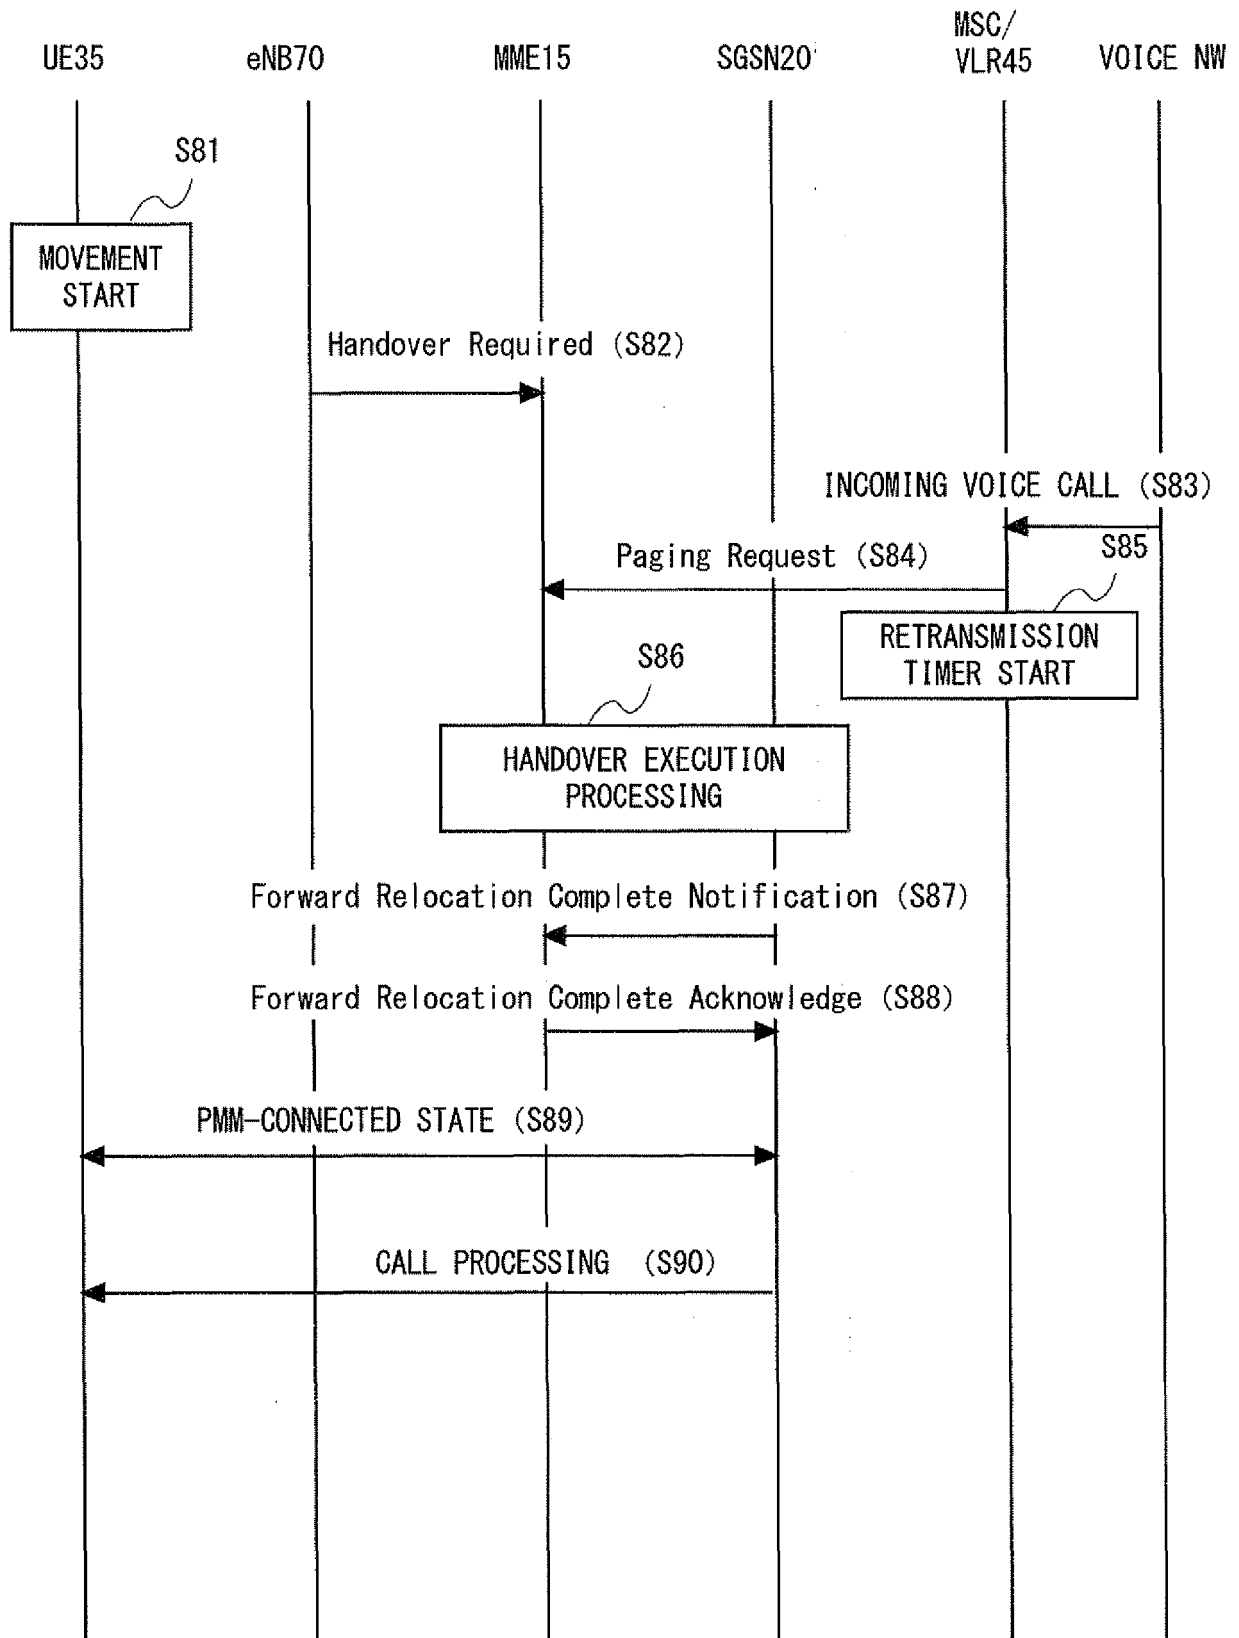 UE35
eNB70
MME15
SGSN20
MSC/
VLR45
VOICE NW
S81
MOVEMENT
START
Handover Required (S82)
INCOMING VOICE CALL (S83)
Paging Request (S84)
S85
RETRANSMISSION
TIMER START
S86
HANDOVER EXECUTION
PROCESSING
Forward Relocation Complete Notification (S87)
Forward Relocation Complete Acknowledge (S88)
PMM-CONNECTED STATE (S89)
CALL PROCESSING (S90)